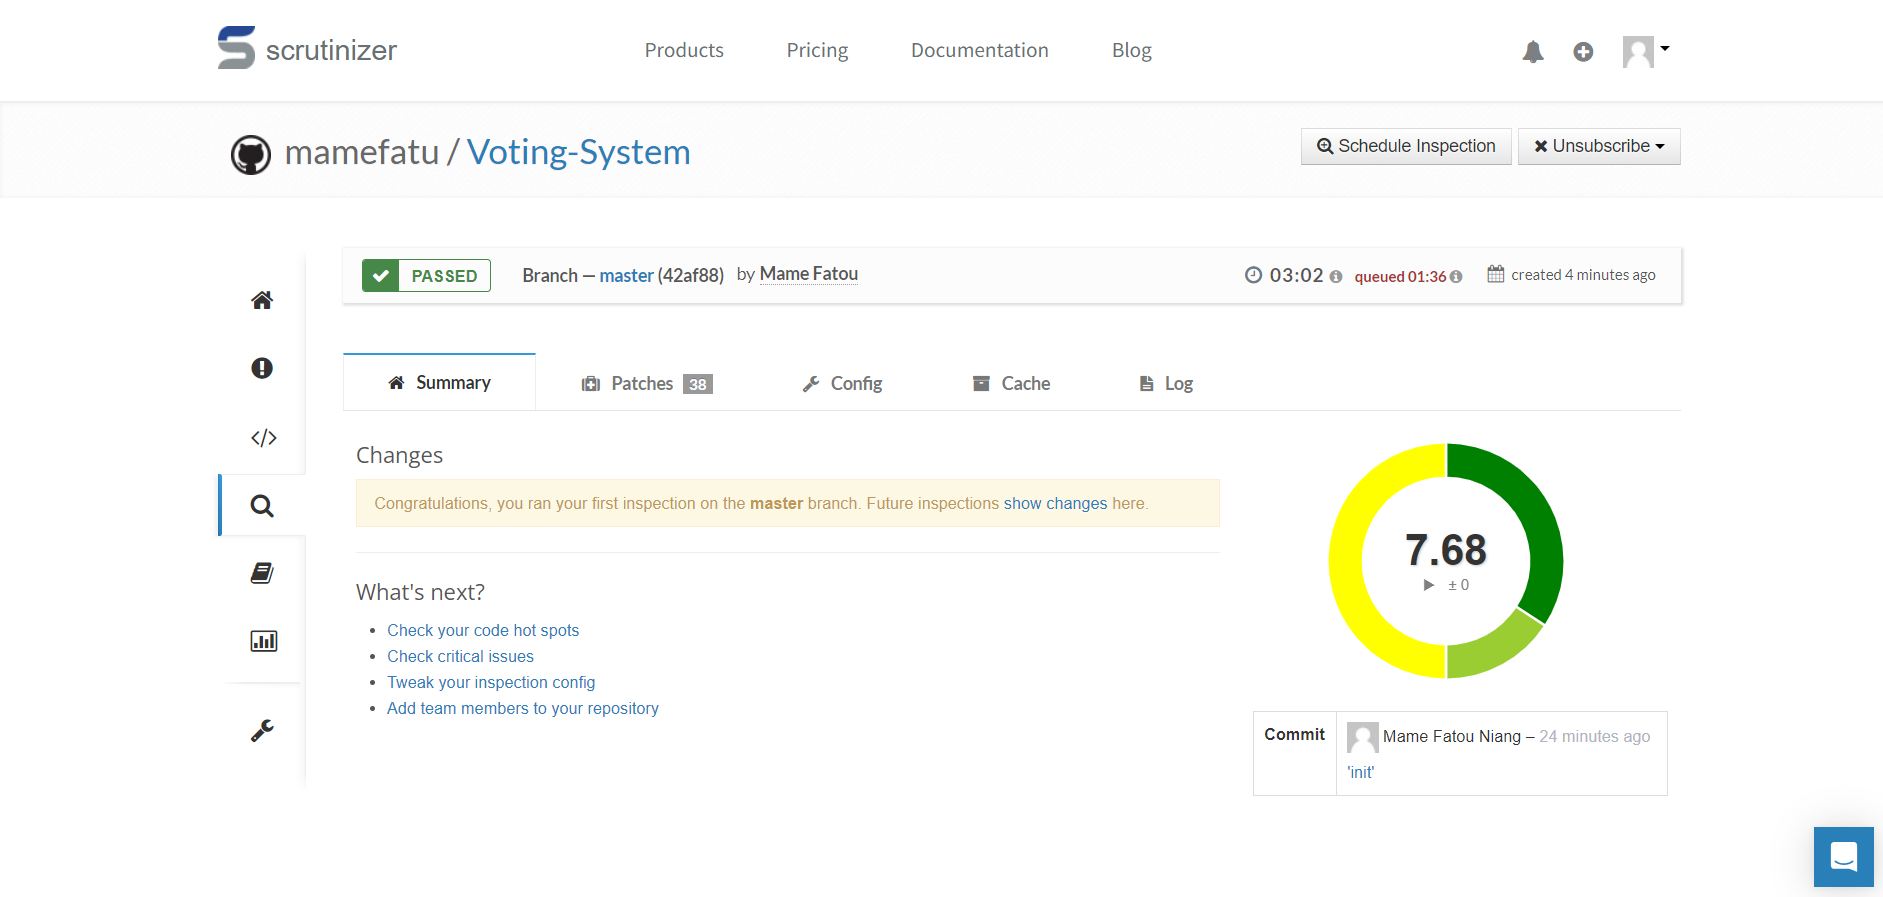 scrutinizer
Products Pricing Documentation Blog
mamefatu / Voting-System
Schedule Inspection
Unsubscribe
PASSED Branch — master (42af88) by Mame Fatou 03:02 queued 01:36 created 4 minutes ago
Summary Patches 38 Config Cache Log
Changes
Congratulations, you ran your first inspection on the master branch. Future inspections show changes here.
What's next?
Check your code hot spots
Check critical issues
Tweak your inspection config
Add team members to your repository
7.68
± 0
Commit Mame Fatou Niang – 24 minutes ago
'init'